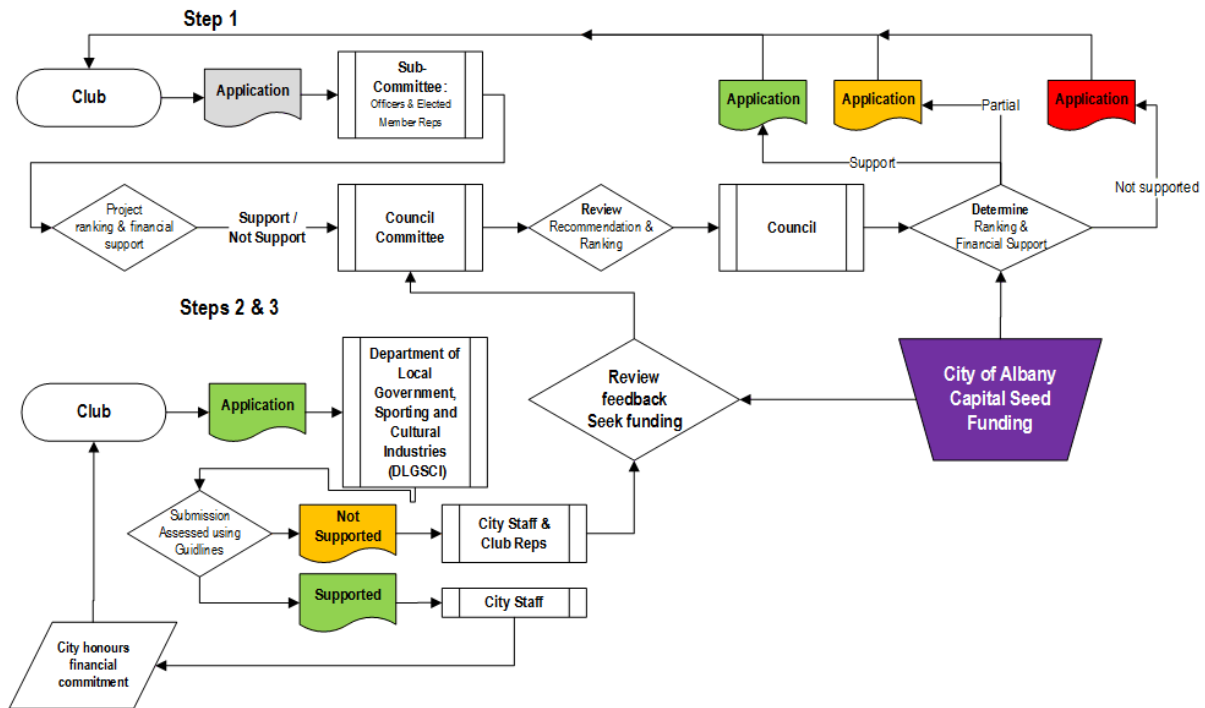 Step 1
Club
Application
Sub-
Committee:
Officers & Elected
Member Reps
Application
Application
Application
Partial
Support
Not supported
Project
ranking & financial
support
Support /
Not Support
Council
Committee
Review
Recommendation &
Ranking
Council
Determine
Ranking &
Financial Support
Steps 2 & 3
Club
Application
Department of
Local
Government,
Sporting and
Cultural
Industries
(DLGSCI)
Review
feedback
Seek funding
City of Albany
Capital Seed
Funding
Submission
Assessed using
Guidlines
Not
Supported
City Staff &
Club Reps
Supported
City Staff
City honours
financial
commitment